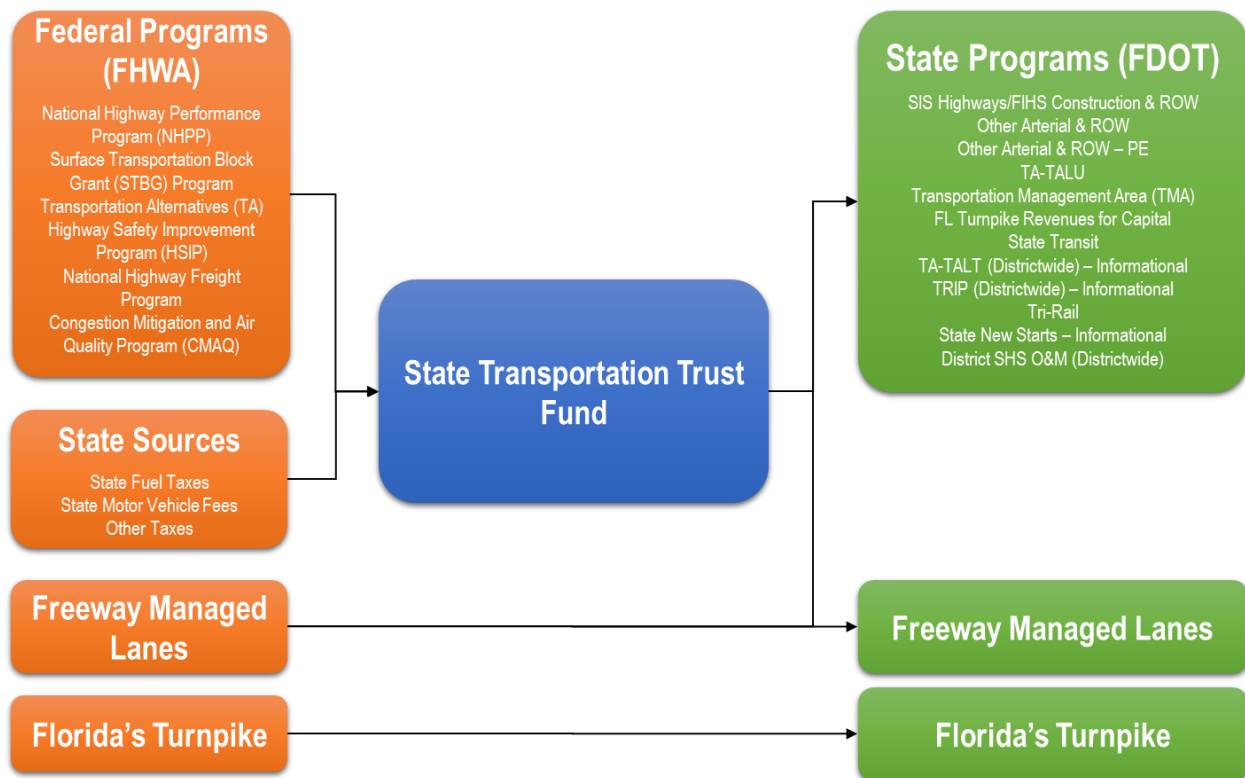 Federal Programs
(FHWA)
National Highway Performance
Program (NHPP)
Surface Transportation Block
Grant (STBG) Program
Transportation Alternatives (TA)
Highway Safety Improvement
Program (HSIP)
National Highway Freight
Program
Congestion Mitigation and Air
Quality Program (CMAQ)
State Sources
State Fuel Taxes
State Motor Vehicle Fees
Other Taxes
Freeway Managed
Lanes
Florida's Turnpike
State Transportation Trust
Fund
State Programs (FDOT)
SIS Highways/FIHS Construction & ROW
Other Arterial & ROW
Other Arterial & ROW – PE
TA-TALU
Transportation Management Area (TMA)
FL Turnpike Revenues for Capital
State Transit
TA-TALT (Districtwide) – Informational
TRIP (Districtwide) – Informational
Tri-Rail
State New Starts – Informational
District SHS O&M (Districtwide)
Freeway Managed Lanes
Florida's Turnpike